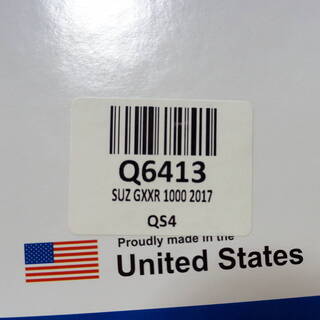 Q6413
SUZ GXXR 1000 2017
QS4
Proudly made in the
United States